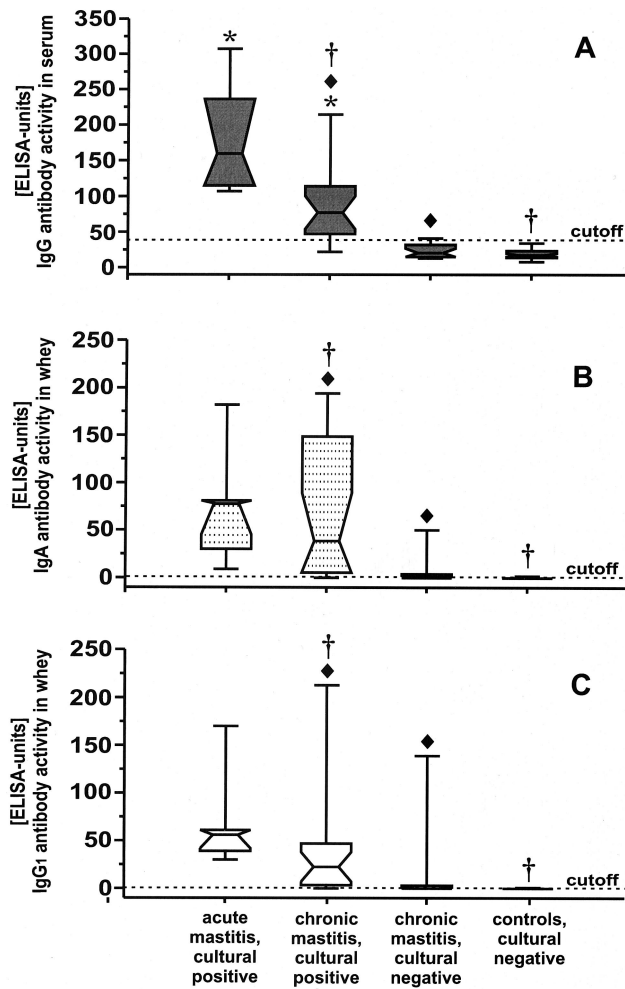 A
[ELISA-units]
IgG antibody activity in serum
350
300
250
200
150
100
50
0
*
†
◆
*
◆
†
cutoff
B
[ELISA-units]
IgA antibody activity in whey
250
200
150
100
50
0
†
◆
◆
†
cutoff
C
[ELISA-units]
IgG1 antibody activity in whey
250
200
150
100
50
0
†
◆
◆
†
cutoff
acute
mastitis,
cultural
positive
chronic
mastitis,
cultural
positive
chronic
mastitis,
cultural
negative
controls,
cultural
negative